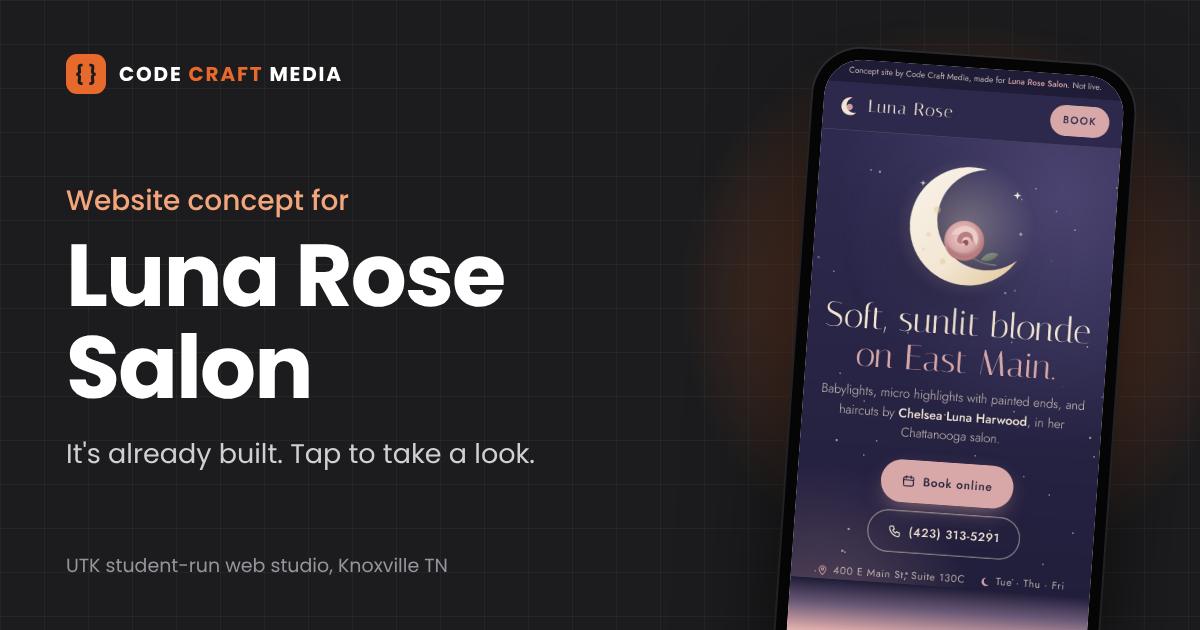 { } CODE CRAFT MEDIA
Website concept for
Luna Rose
Salon
It's already built. Tap to take a look.
UTK student-run web studio, Knoxville TN
Concept site by Code Craft Media, made for Luna Rose Salon. Not live.
Luna Rose
BOOK
Soft, sunlit blonde
on East Main.
Babylights, micro highlights with painted ends, and
haircuts by Chelsea Luna Harwood, in her
Chattanooga salon.
Book online
(423) 313-5291
400 E Main St, Suite 130C Tue · Thu · Fri